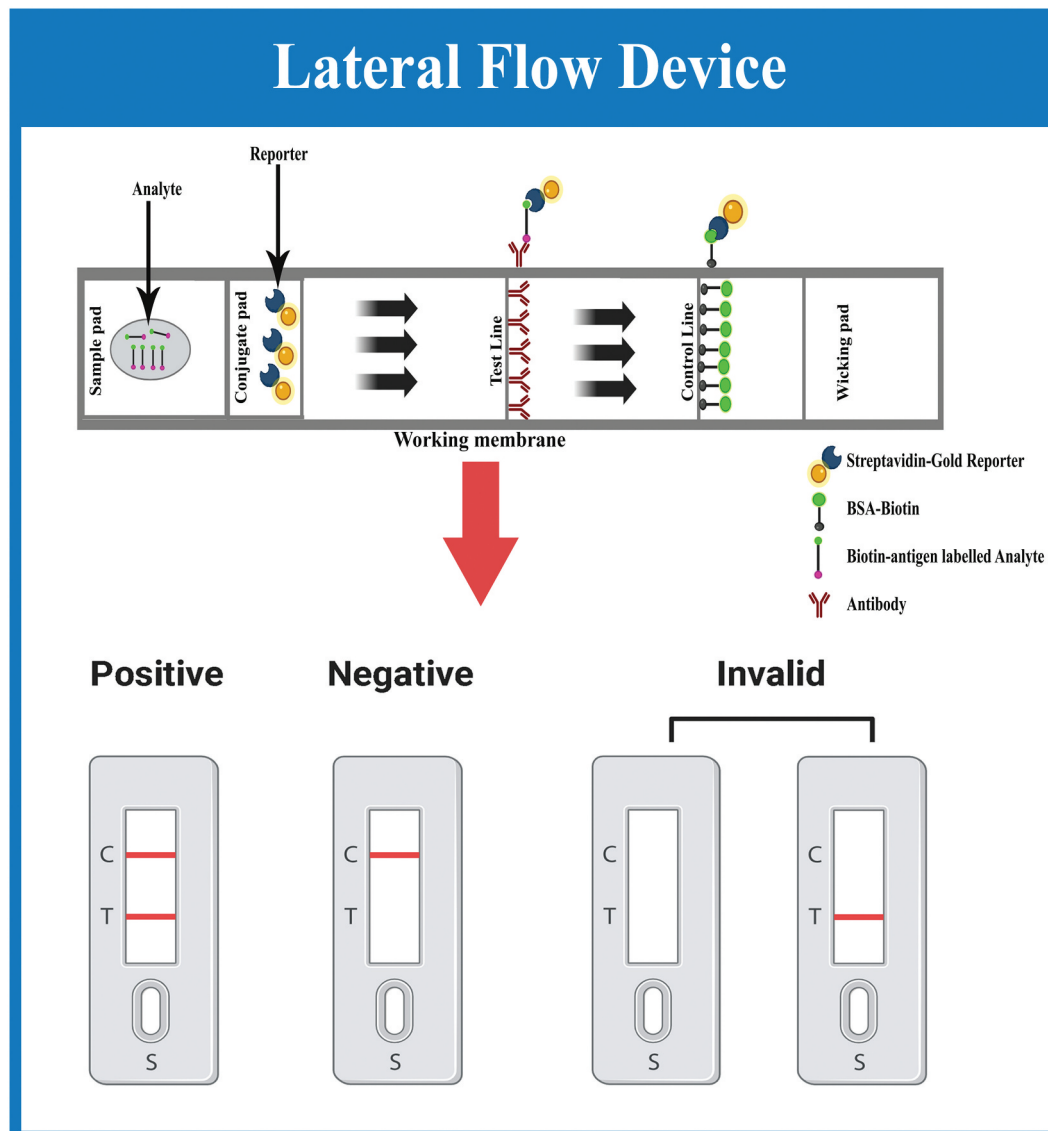 Lateral Flow Device
Reporter
Analyte
Sample pad
Conjugate pad
Test Line
Control Line
Wicking pad
Working membrane
Streptavidin-Gold Reporter
BSA-Biotin
Biotin-antigen labelled Analyte
Antibody
Positive
Negative
Invalid
C
T
S
C
T
S
C
T
S
C
T
S